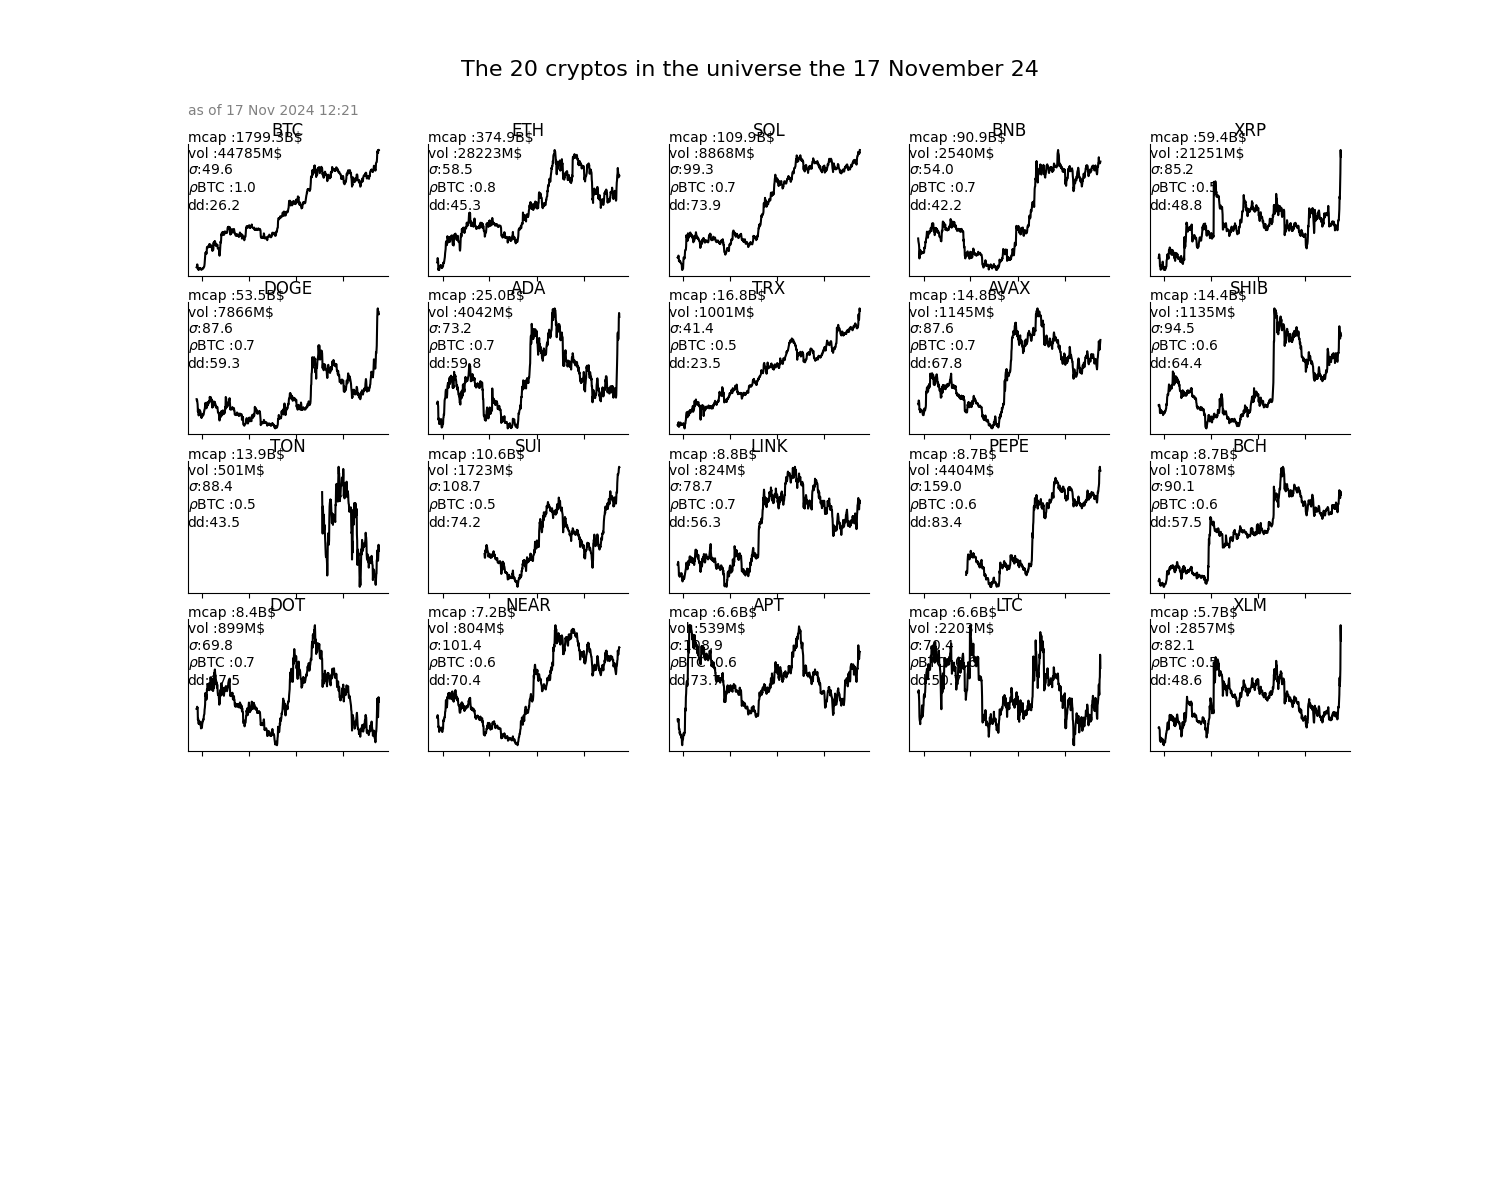 The 20 cryptos in the universe the 17 November 24
as of 17 Nov 2024 12:21
BTC
mcap :1799.3B$
vol :44785M$
σ:49.6
ρBTC :1.0
dd:26.2
ETH
mcap :374.9B$
vol :28223M$
σ:58.5
ρBTC :0.8
dd:45.3
SOL
mcap :109.9B$
vol :8868M$
σ:99.3
ρBTC :0.7
dd:73.9
BNB
mcap :90.9B$
vol :2540M$
σ:54.0
ρBTC :0.7
dd:42.2
XRP
mcap :59.4B$
vol :21251M$
σ:85.2
ρBTC :0.5
dd:48.8
DOGE
mcap :53.5B$
vol :7866M$
σ:87.6
ρBTC :0.7
dd:59.3
ADA
mcap :25.0B$
vol :4042M$
σ:73.2
ρBTC :0.7
dd:59.8
TRX
mcap :16.8B$
vol :1001M$
σ:41.4
ρBTC :0.5
dd:23.5
AVAX
mcap :14.8B$
vol :1145M$
σ:87.6
ρBTC :0.7
dd:67.8
SHIB
mcap :14.4B$
vol :1135M$
σ:94.5
ρBTC :0.6
dd:64.4
TON
mcap :13.9B$
vol :501M$
σ:88.4
ρBTC :0.5
dd:43.5
SUI
mcap :10.6B$
vol :1723M$
σ:108.7
ρBTC :0.5
dd:74.2
LINK
mcap :8.8B$
vol :824M$
σ:78.7
ρBTC :0.7
dd:56.3
PEPE
mcap :8.7B$
vol :4404M$
σ:159.0
ρBTC :0.6
dd:83.4
BCH
mcap :8.7B$
vol :1078M$
σ:90.1
ρBTC :0.6
dd:57.5
DOT
mcap :8.4B$
vol :899M$
σ:69.8
ρBTC :0.7
NEAR
mcap :7.2B$
vol :804M$
σ:101.4
ρBTC :0.6
dd:70.4
APT
mcap :6.6B$
vol :539M$
σ:108.9
ρBTC :0.6
LTC
mcap :6.6B$
vol :2203M$
XLM
mcap :5.7B$
vol :2857M$
σ:82.1
ρBTC :0.5
dd:48.6